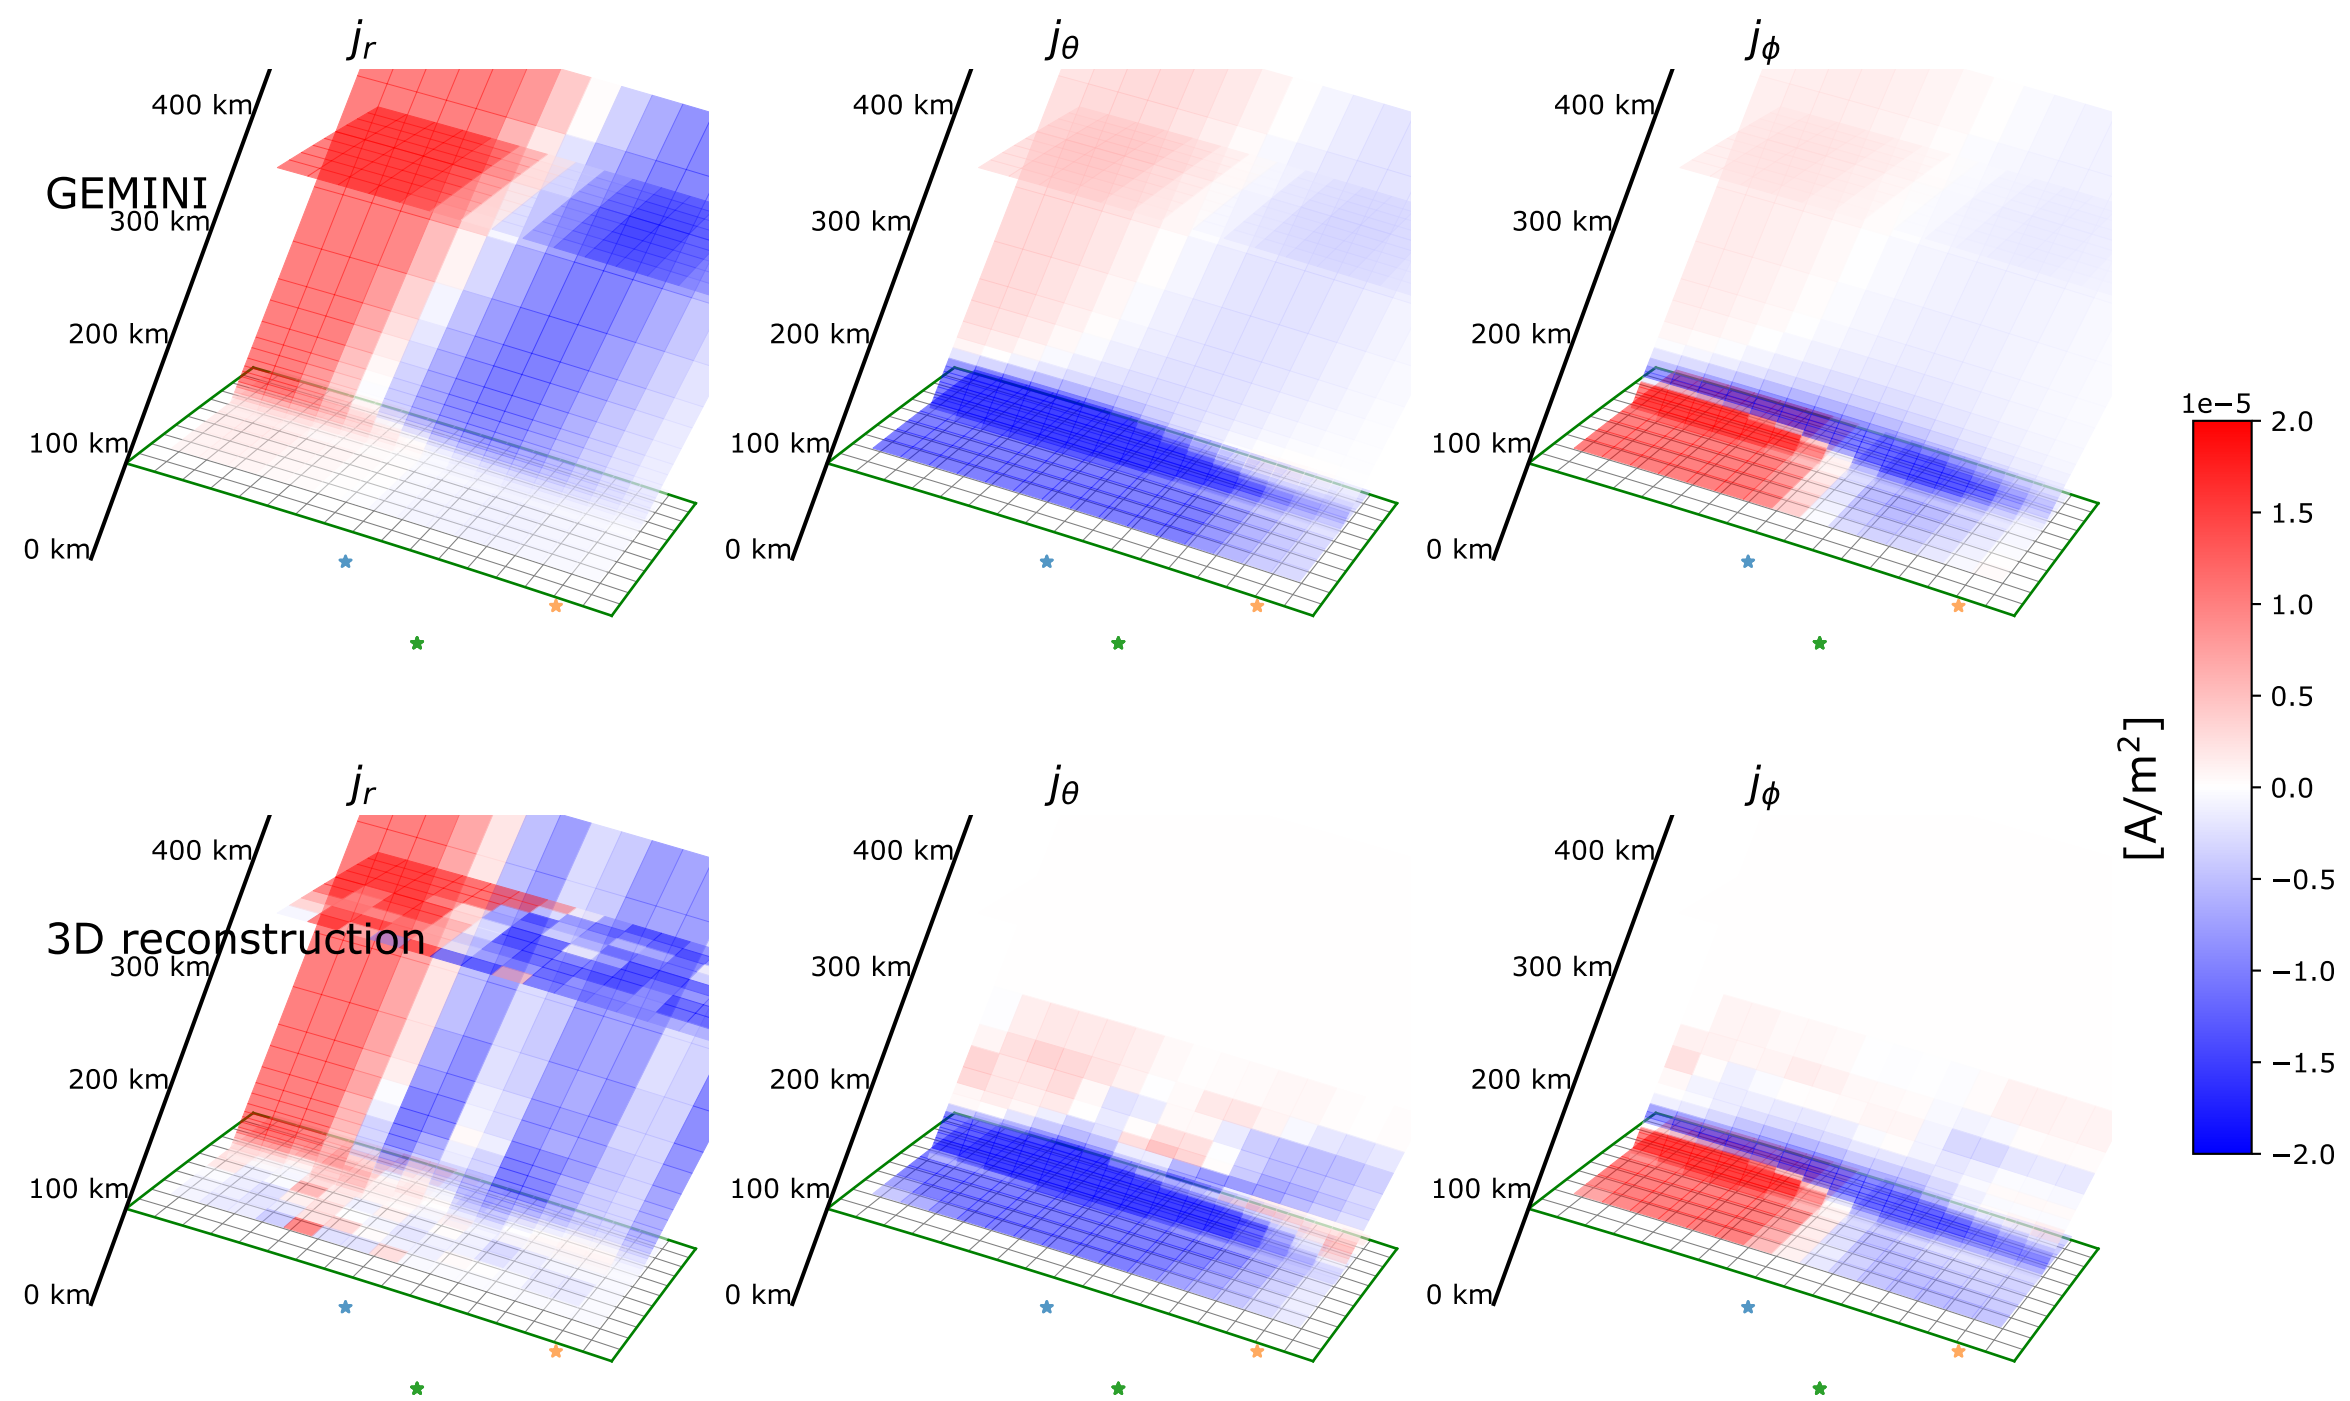 j_r j_θ j_ϕ
400 km 400 km 400 km
GEMINI
300 km 300 km 300 km
200 km 200 km 200 km
100 km 100 km 100 km
0 km 0 km 0 km
j_r j_θ j_ϕ
400 km 400 km 400 km
3D reconstruction
300 km 300 km 300 km
200 km 200 km 200 km
100 km 100 km 100 km
0 km 0 km 0 km
1e−5
2.0
1.5
1.0
0.5
0.0
−0.5
−1.0
−1.5
−2.0
[A/m²]